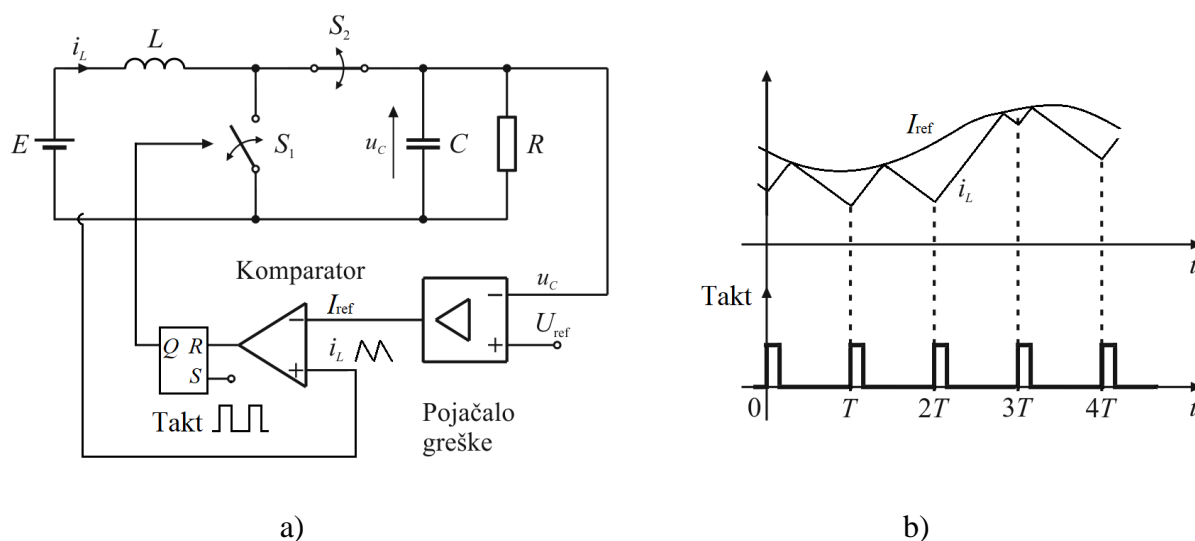 i_L
L
S_2
E
S_1
u_C
C
R
Komparator
I_ref
u_C
U_ref
i_L
Q R
S
Takt
Pojačalo
greške
−
+
−
+
a)
I_ref
i_L
t
Takt
0 T 2T 3T 4T t
b)